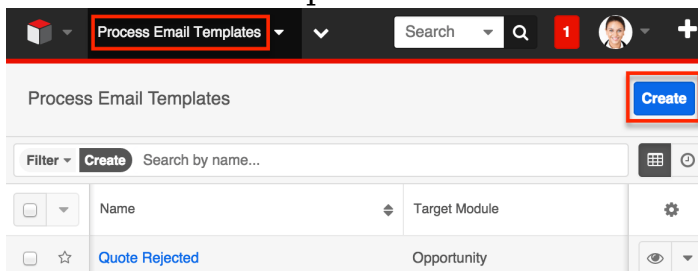 Process Email Templates Search 1
Process Email Templates Create
Filter Create Search by name...
Name Target Module
Quote Rejected Opportunity